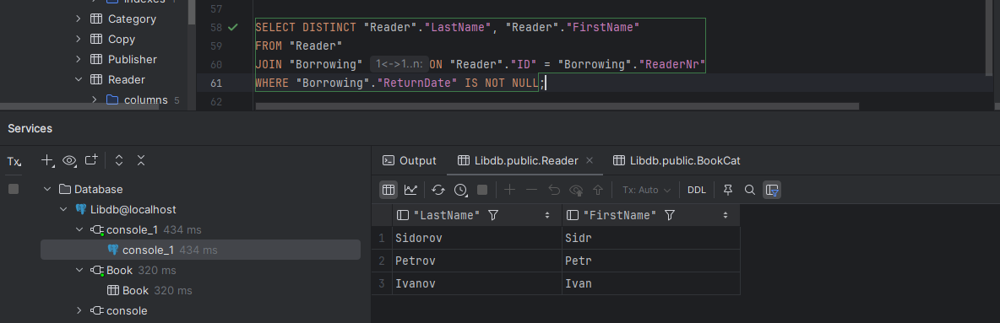 indexes
Category
Copy
Publisher
Reader
columns 5
57
58 SELECT DISTINCT "Reader"."LastName", "Reader"."FirstName"
59 FROM "Reader"
60 JOIN "Borrowing" 1<->1..n: ON "Reader"."ID" = "Borrowing"."ReaderNr"
61 WHERE "Borrowing"."ReturnDate" IS NOT NULL;
62
Services
Tx
Database
Libdb@localhost
console_1 434 ms
console_1 434 ms
Book 320 ms
Book 320 ms
console
Output Libdb.public.Reader × Libdb.public.BookCat
Tx: Auto DDL
"LastName" "FirstName"
1 Sidorov Sidr
2 Petrov Petr
3 Ivanov Ivan